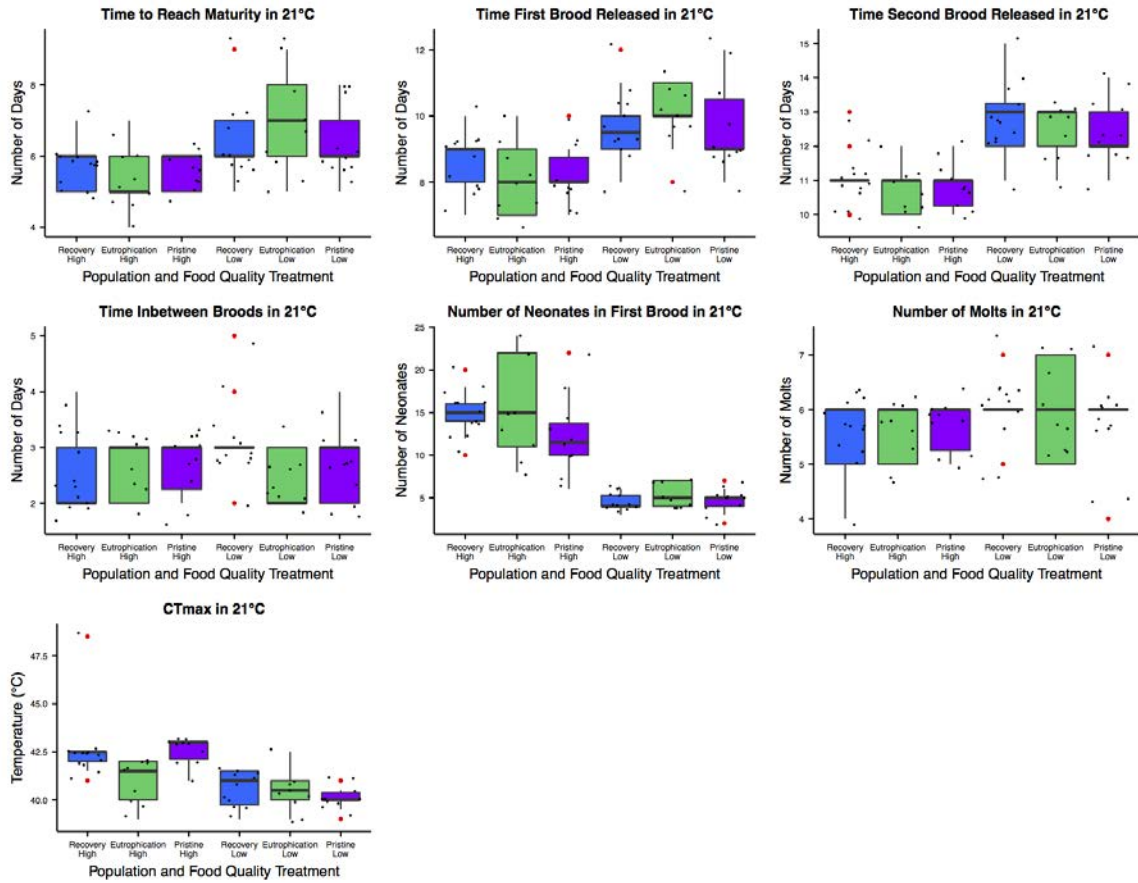 Time to Reach Maturity in 21°C
Number of Days
8
6
4
Recovery High
Eutrophication High
Pristine High
Recovery Low
Eutrophication Low
Pristine Low
Population and Food Quality Treatment
Time First Brood Released in 21°C
Number of Days
12
10
8
Recovery High
Eutrophication High
Pristine High
Recovery Low
Eutrophication Low
Pristine Low
Population and Food Quality Treatment
Time Second Brood Released in 21°C
Number of Days
15
14
13
12
11
10
Recovery High
Eutrophication High
Pristine High
Recovery Low
Eutrophication Low
Pristine Low
Population and Food Quality Treatment
Time Inbetween Broods in 21°C
Number of Days
5
4
3
2
Recovery High
Eutrophication High
Pristine High
Recovery Low
Eutrophication Low
Pristine Low
Population and Food Quality Treatment
Number of Neonates in First Brood in 21°C
Number of Neonates
25
20
15
10
5
Recovery High
Eutrophication High
Pristine High
Recovery Low
Eutrophication Low
Pristine Low
Population and Food Quality Treatment
Number of Molts in 21°C
Number of Molts
7
6
5
4
Recovery High
Eutrophication High
Pristine High
Recovery Low
Eutrophication Low
Pristine Low
Population and Food Quality Treatment
CTmax in 21°C
Temperature (°C)
47.5
45.0
42.5
40.0
Recovery High
Eutrophication High
Pristine High
Recovery Low
Eutrophication Low
Pristine Low
Population and Food Quality Treatment